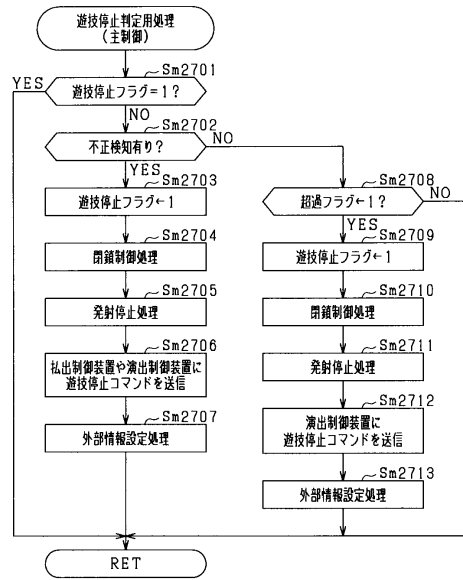 遊技停止判定用処理
(主制御)
Sm2701
YES
遊技停止フラグ=1?
NO
Sm2702
不正検知有り?
NO
YES
Sm2703
遊技停止フラグ←1
Sm2704
閉鎖制御処理
Sm2705
発射停止処理
Sm2706
払出制御装置や演出制御装置に
遊技停止コマンドを送信
Sm2707
外部情報設定処理
Sm2708
超過フラグ←1?
NO
YES
Sm2709
遊技停止フラグ←1
Sm2710
閉鎖制御処理
Sm2711
発射停止処理
Sm2712
演出制御装置に
遊技停止コマンドを送信
Sm2713
外部情報設定処理
RET